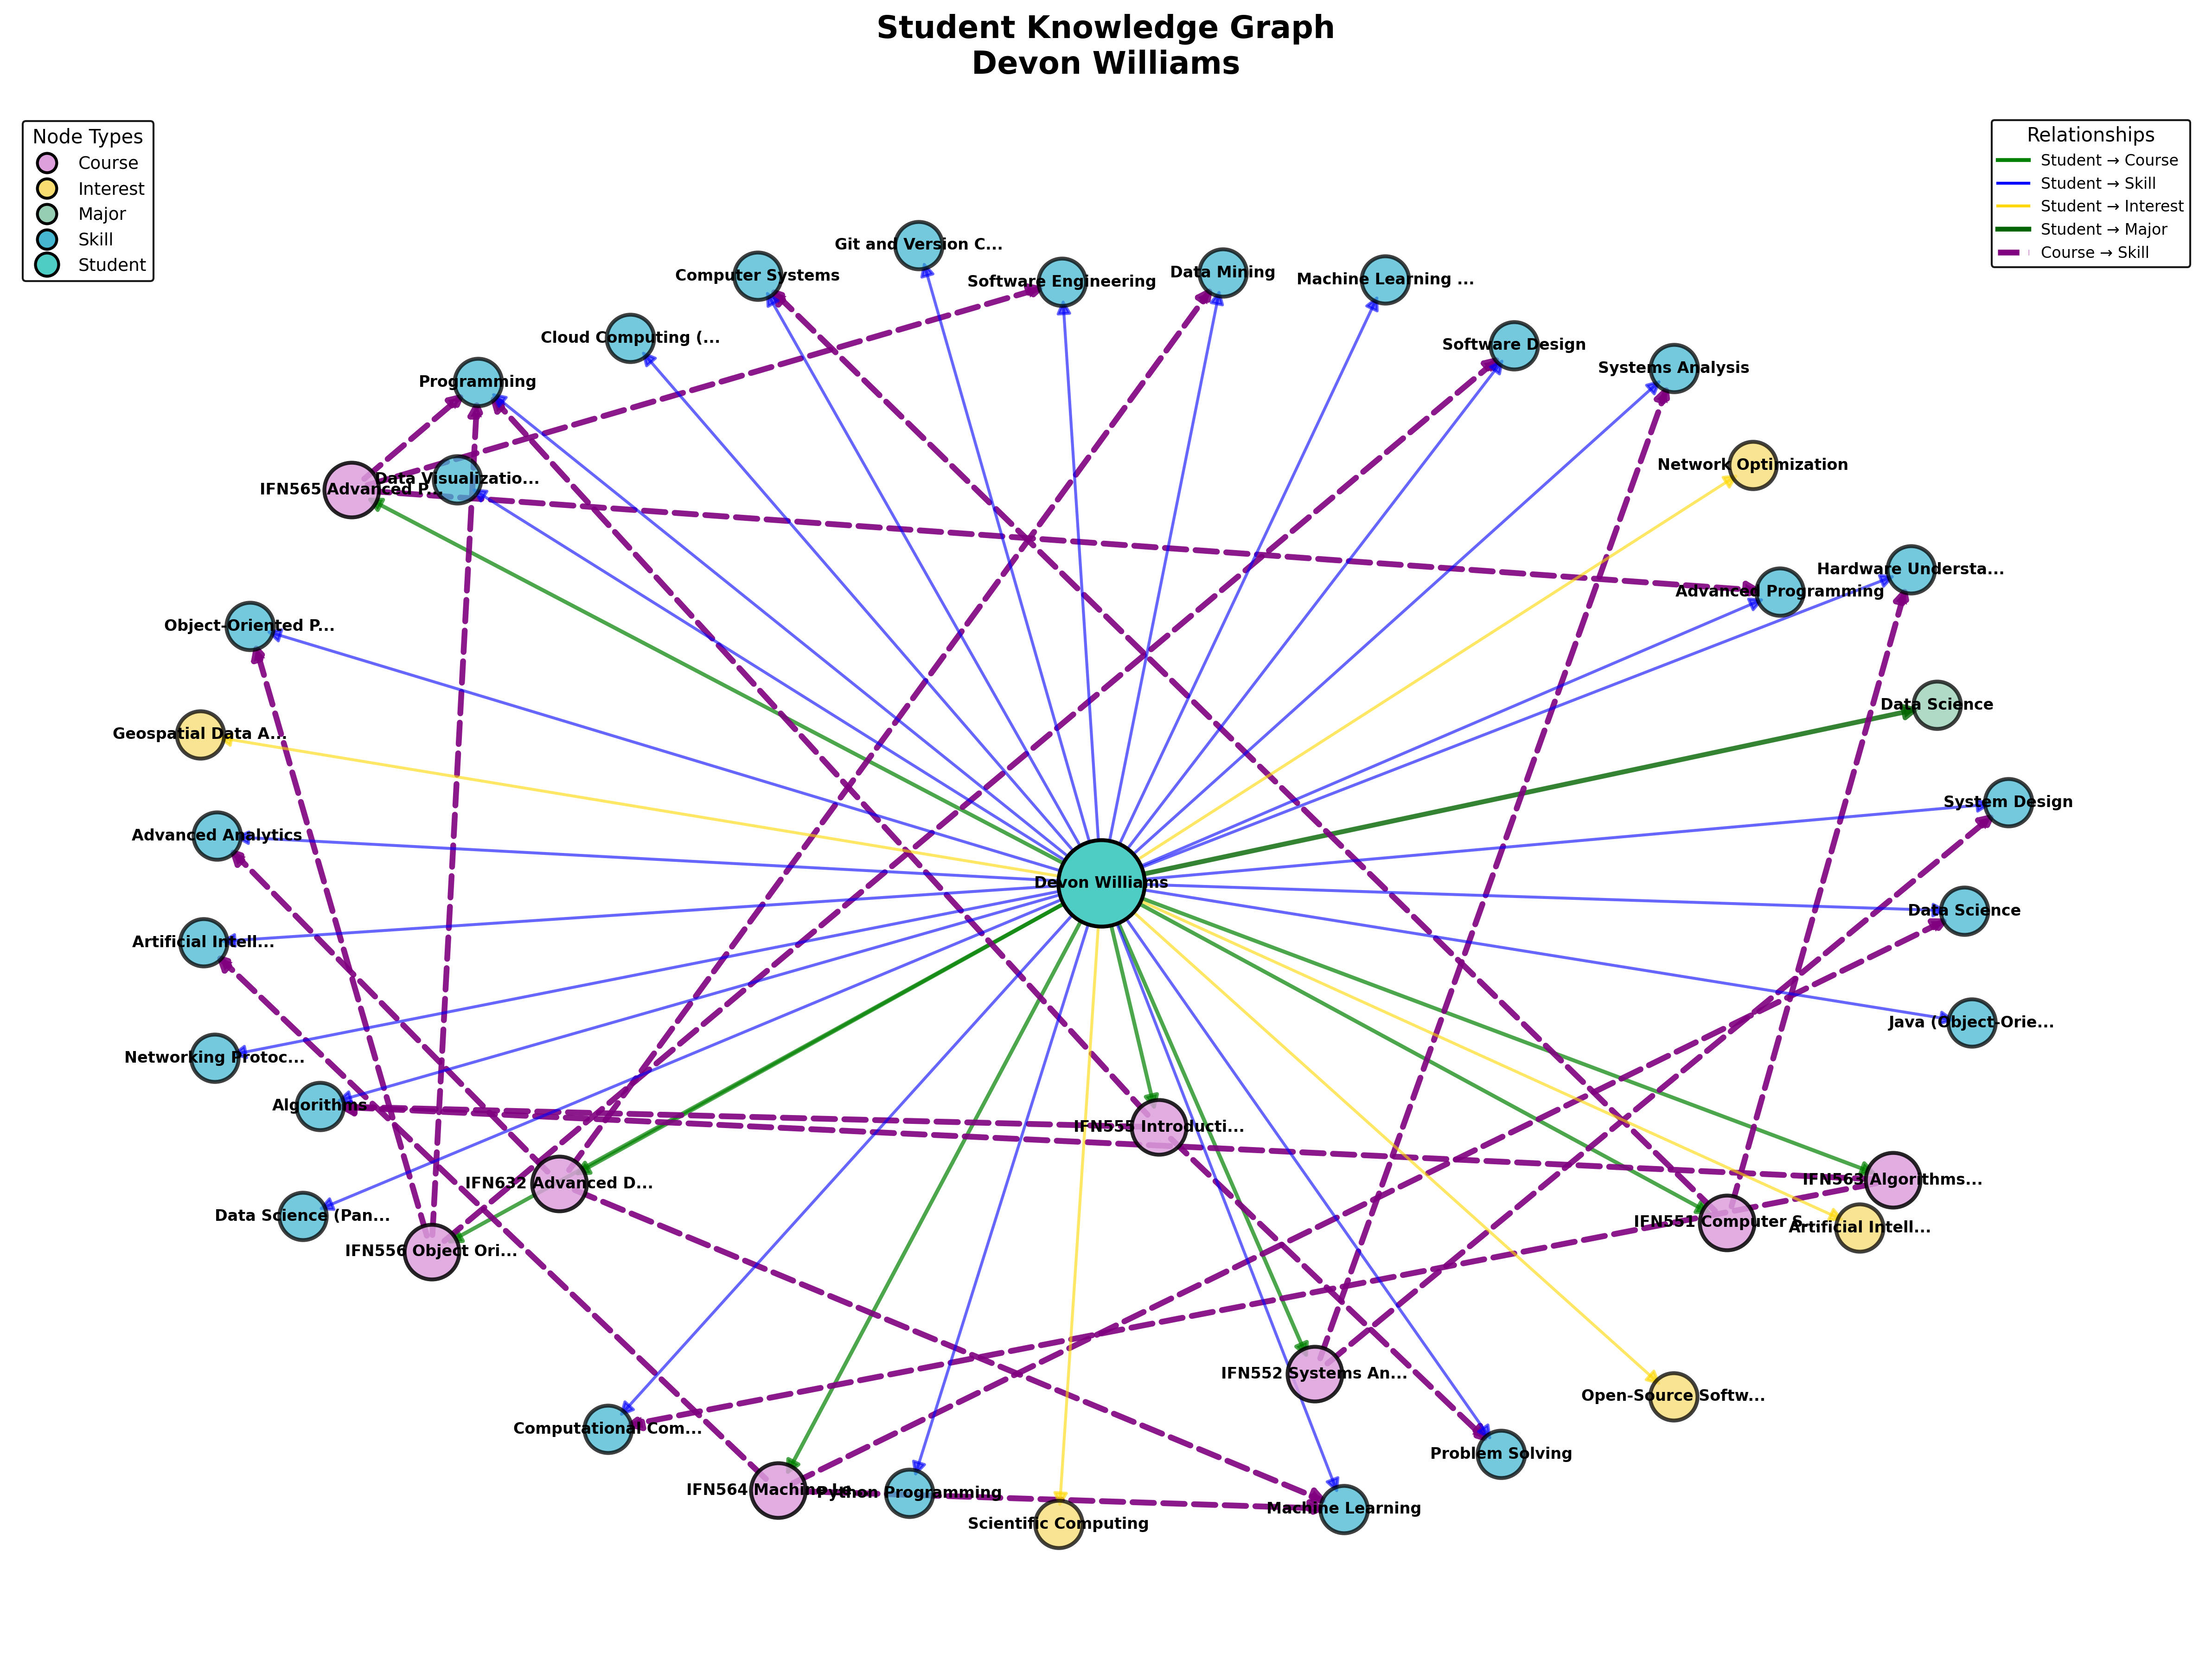 Student Knowledge Graph
Devon Williams
Node Types
Course
Interest
Major
Skill
Student
Relationships
Student → Course
Student → Skill
Student → Interest
Student → Major
Course → Skill
Git and Version C...
Computer Systems
Software Engineering
Data Mining
Machine Learning ...
Cloud Computing (...
Software Design
Systems Analysis
Programming
Network Optimization
Data Visualizatio...
IFN565 Advanced P...
Hardware Understa...
Advanced Programming
Object-Oriented P...
Data Science
Geospatial Data A...
System Design
Advanced Analytics
Devon Williams
Data Science
Artificial Intell...
Java (Object-Orie...
Networking Protoc...
Algorithms
IFN555 Introducti...
IFN563 Algorithms...
IFN632 Advanced D...
Data Science (Pan...
IFN551 Computer S...
Artificial Intell...
IFN556 Object Ori...
IFN552 Systems An...
Open-Source Softw...
Computational Com...
Problem Solving
IFN564 Machine Le...
Python Programming
Machine Learning
Scientific Computing